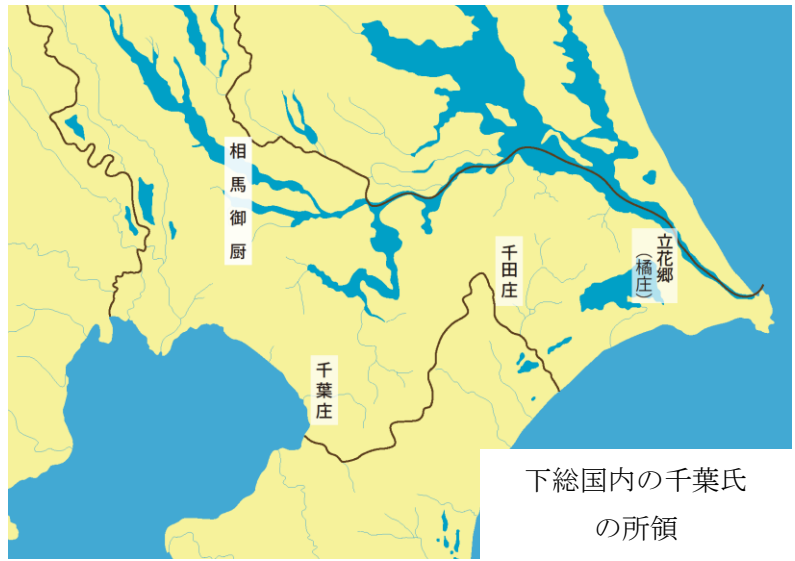 相馬御厨
千田庄
立花郷
（橘庄）
千葉庄
下総国内の千葉氏
の所領